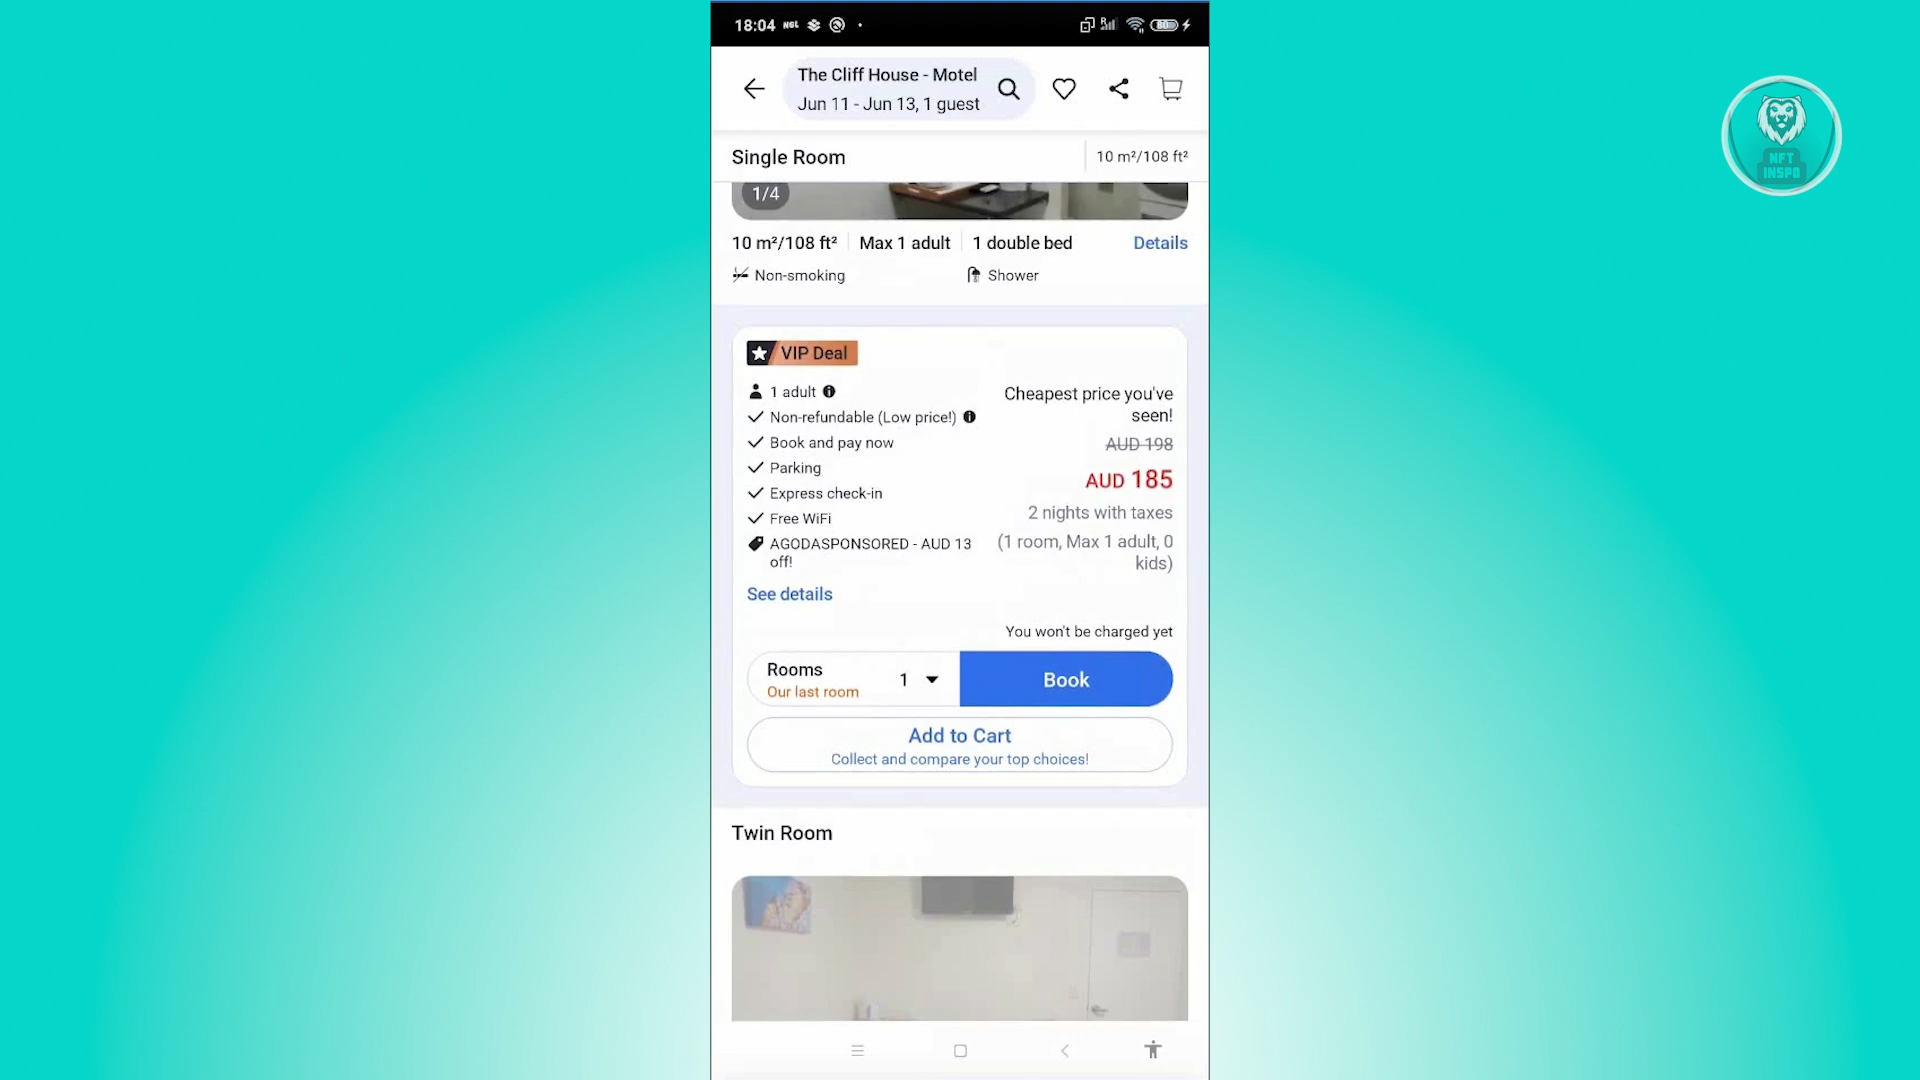 18:04 NGL
80
The Cliff House - Motel
Jun 11 - Jun 13, 1 guest
NFT
INSPO
Single Room
10 m²/108 ft²
1/4
10 m²/108 ft²
Max 1 adult
1 double bed
Details
Non-smoking
Shower
VIP Deal
1 adult
Non-refundable (Low price!)
Book and pay now
Parking
Express check-in
Free WiFi
AGODASPONSORED - AUD 13
off!
See details
Cheapest price you've
seen!
AUD 198
AUD 185
2 nights with taxes
(1 room, Max 1 adult, 0
kids)
You won't be charged yet
Rooms
Our last room
1
Book
Add to Cart
Collect and compare your top choices!
Twin Room